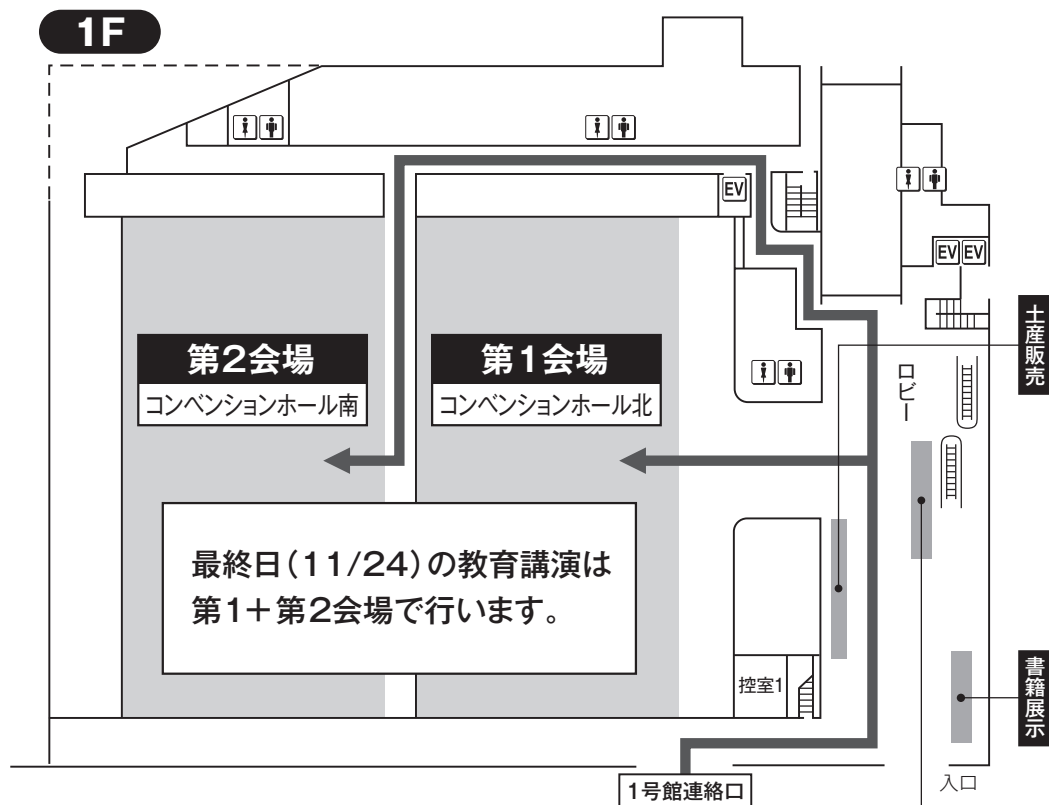 1F
EV
EV EV
土産販売
第2会場
コンベンションホール南
第1会場
コンベンションホール北
ロビー
最終日(11/24)の教育講演は
第1+第2会場で行います。
控室1
書籍展示
入口
1号館連絡口